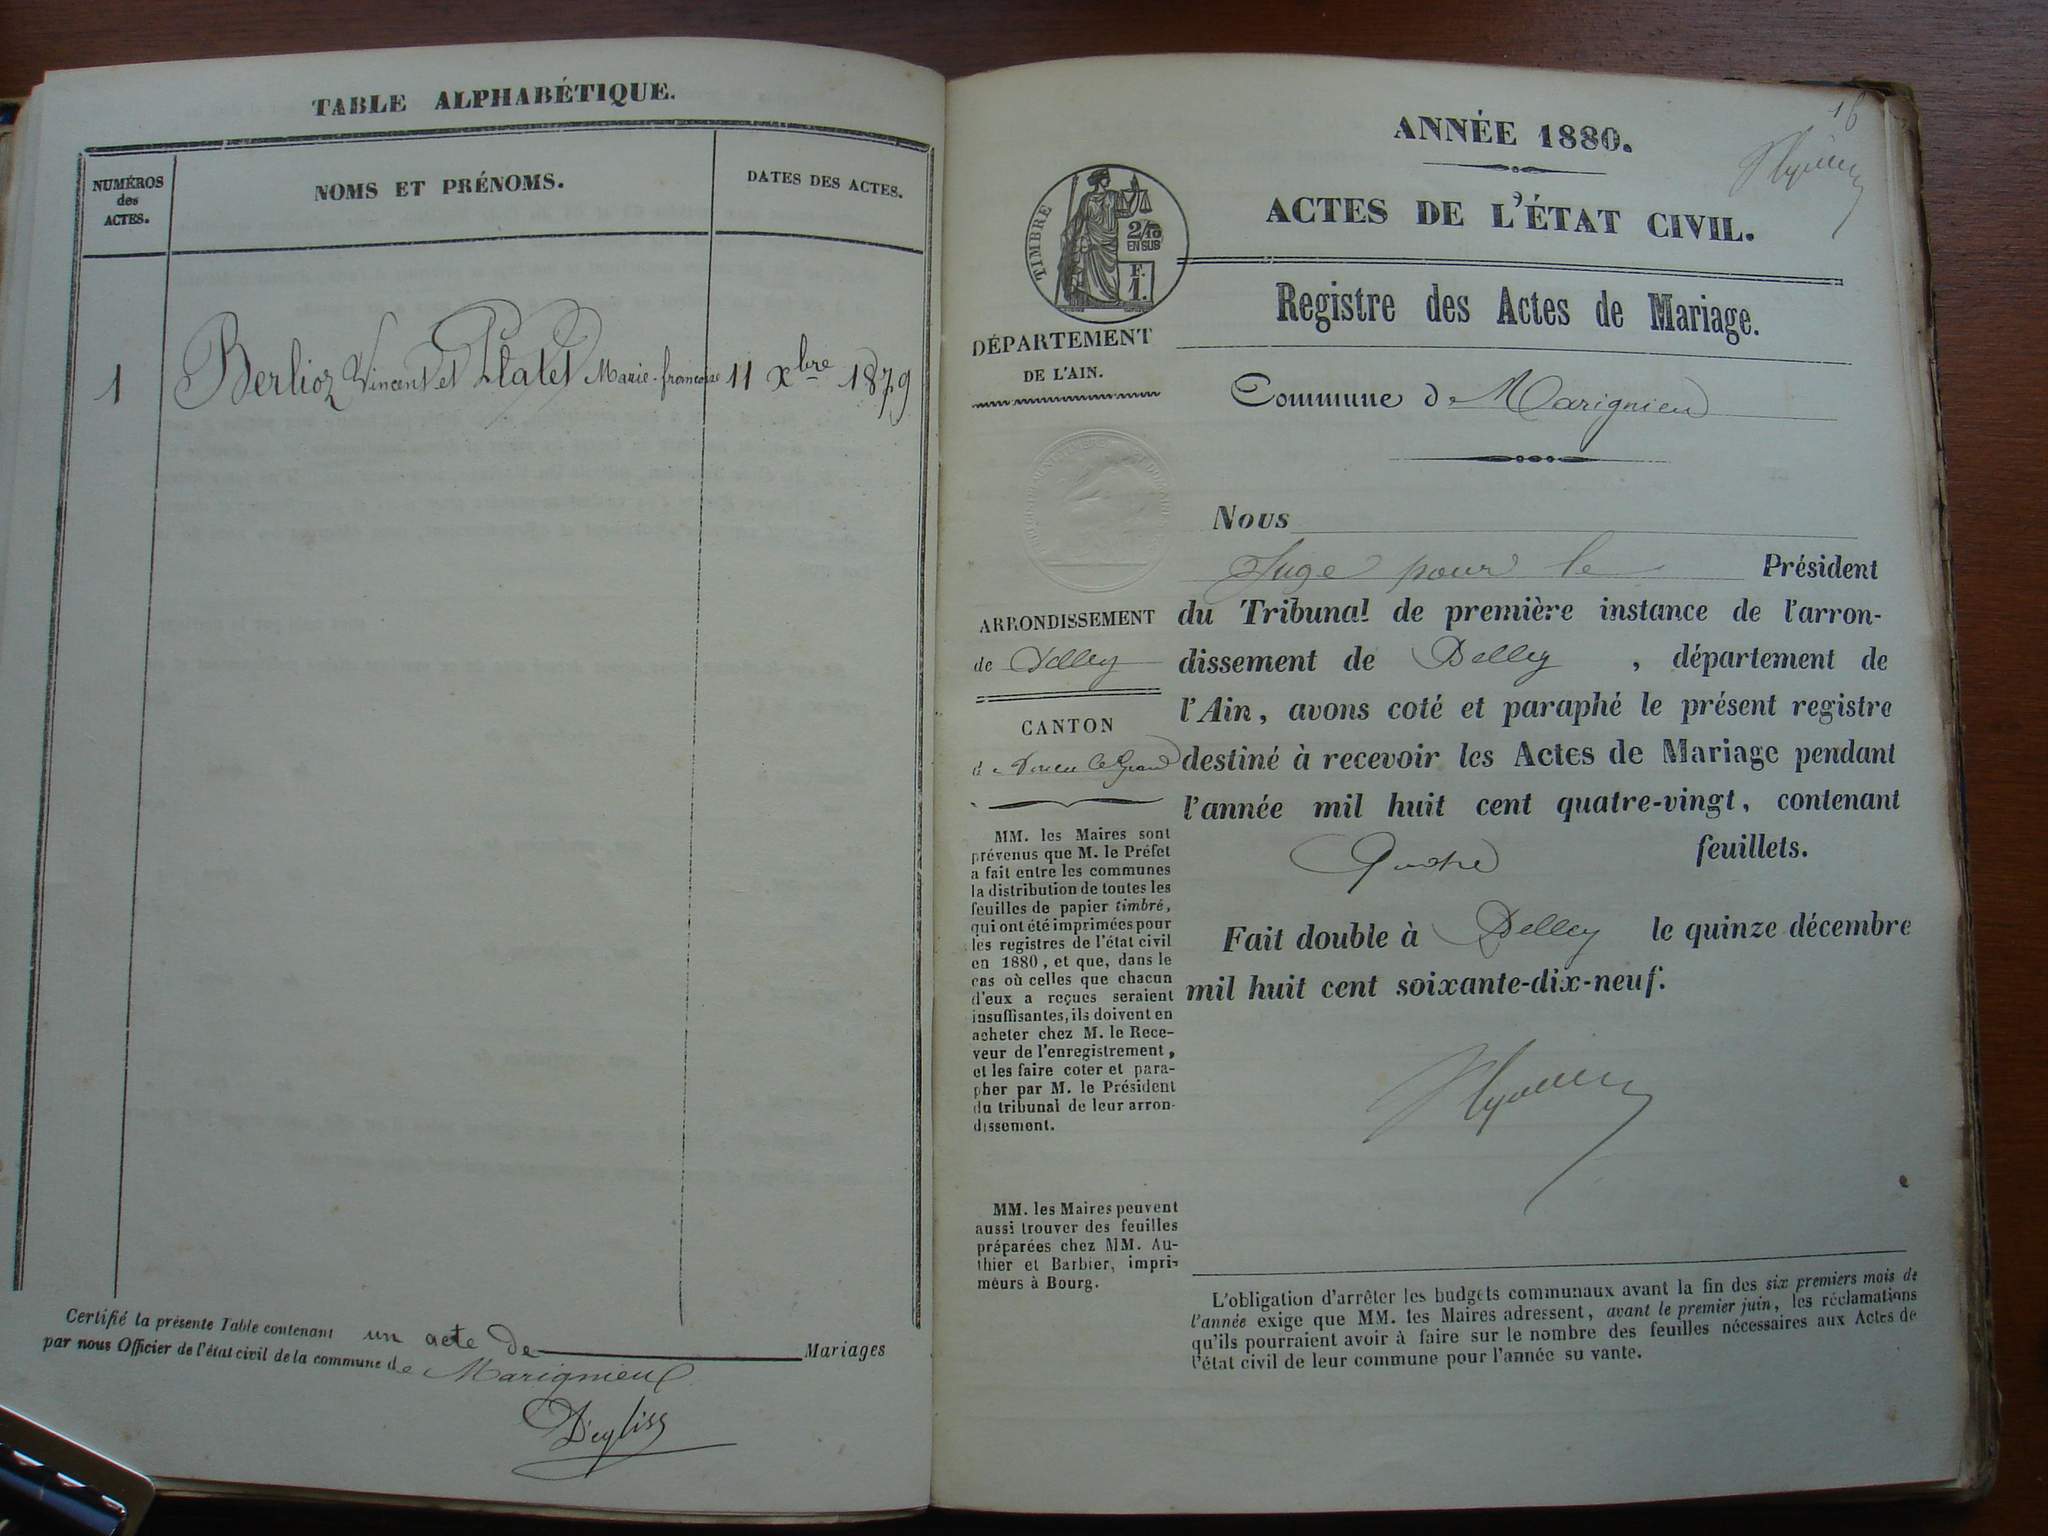 TABLE ALPHABÉTIQUE.
NUMÉROS
des
ACTES.
NOMS ET PRÉNOMS.
DATES DES ACTES.
1 Berlioz Vincent et Platet Marie-francoise 11 Xbre 1879
Certifié la présente Table contenant un acte de Mariages
par nous Officier de l'état civil de la commune de Marignieu
16
ANNÉE 1880.
ACTES DE L'ÉTAT CIVIL.
TIMBRE
2/10
EN SUS
F.
1.
Registre des Actes de Mariage.
DÉPARTEMENT
DE L'AIN.
Commune de Marignieu
Nous
Juge pour le Président
du Tribunal de première instance de l'arron-
dissement de Belley, département de
l'Ain, avons coté et paraphé le présent registre
destiné à recevoir les Actes de Mariage pendant
l'année mil huit cent quatre-vingt, contenant
Quatre feuillets.
Fait double à Belley le quinze décembre
mil huit cent soixante-dix-neuf.
ARRONDISSEMENT
de Belley
CANTON
de Virieu le Grand
MM. les Maires sont
prévenus que M. le Préfet
a fait entre les communes
la distribution de toutes les
feuilles de papier timbré,
qui ont été imprimées pour
les registres de l'état civil
en 1880, et que, dans le
cas où celles que chacun
d'eux a reçues seraient
insuffisantes, ils doivent en
acheter chez M. le Rece-
veur de l'enregistrement,
et les faire coter et para-
pher par M. le Président
du tribunal de leur arron-
dissement.
MM. les Maires peuvent
aussi trouver des feuilles
préparées chez MM. Au-
thier et Barbier, impri-
meurs à Bourg.
L'obligation d'arrêter les budgets communaux avant la fin des six premiers mois de
l'année exige que MM. les Maires adressent, avant le premier juin, les réclamations
qu'ils pourraient avoir à faire sur le nombre des feuilles nécessaires aux Actes de
l'état civil de leur commune pour l'année su vante.